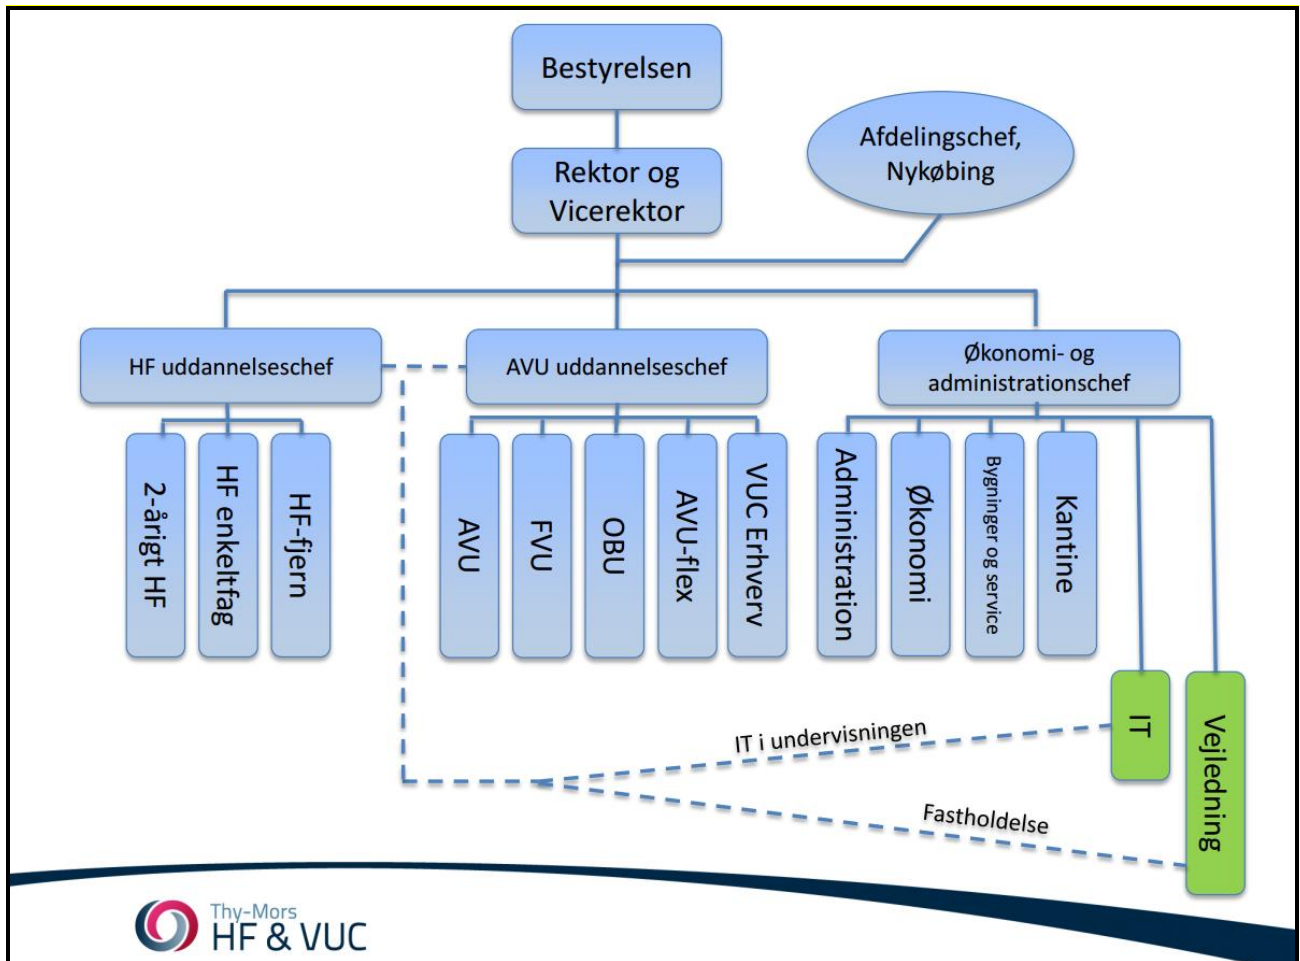 Bestyrelsen
Afdelingschef,
Nykøbing
Rektor og
Vicerektor
HF uddannelseschef
AVU uddannelseschef
Økonomi- og
administrationschef
2-årigt HF
HF enkeltfag
HF-fjern
AVU
FVU
OBU
AVU-flex
VUC Erhverv
Administration
Økonomi
Bygninger og service
Kantine
IT
Vejledning
IT i undervisningen
Fastholdelse
Thy-Mors
HF & VUC